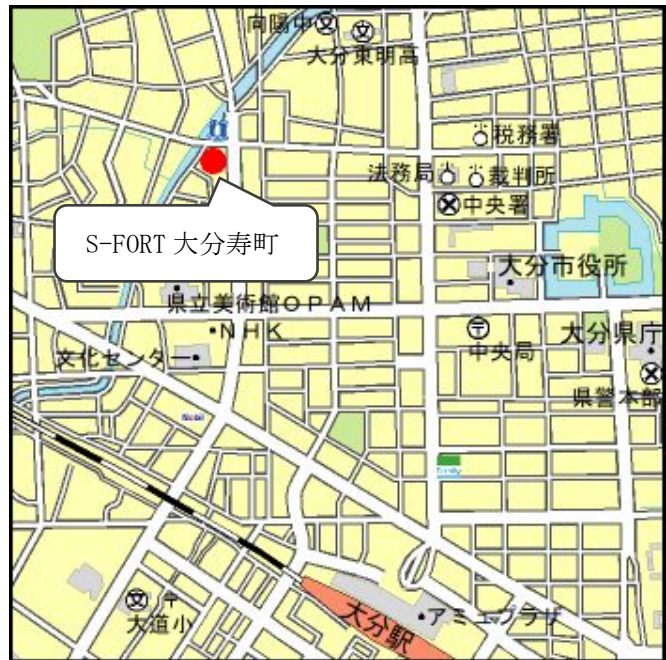 向陽中
大分東明高
税務署
法務局
裁判所
中央署
S-FORT 大分寿町
大分市役所
県立美術館OPAM
NHK
中央局
大分県庁
文化センター
県警本部
Mobil
Family
大分駅
アミュプラザ
大道小